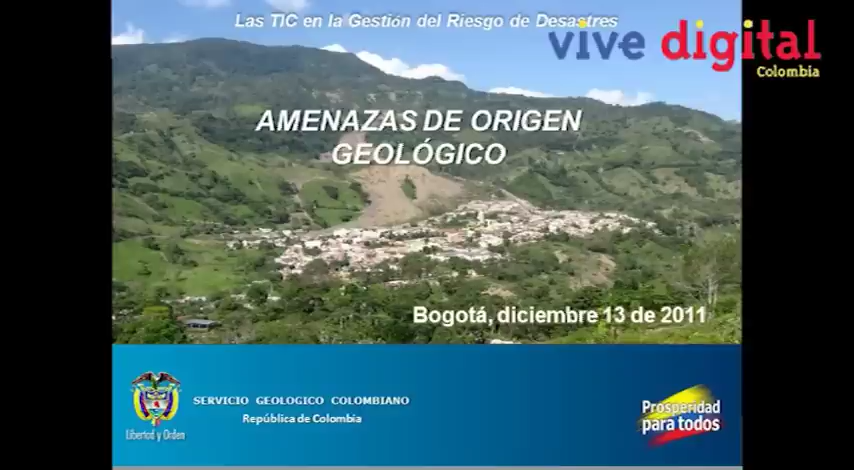 Las TIC en la Gestión del Riesgo de Desastres
vive digital
Colombia
AMENAZAS DE ORIGEN
GEOLÓGICO
Bogotá, diciembre 13 de 2011
SERVICIO GEOLOGICO COLOMBIANO
República de Colombia
Libertad y Orden
Prosperidad
para todos